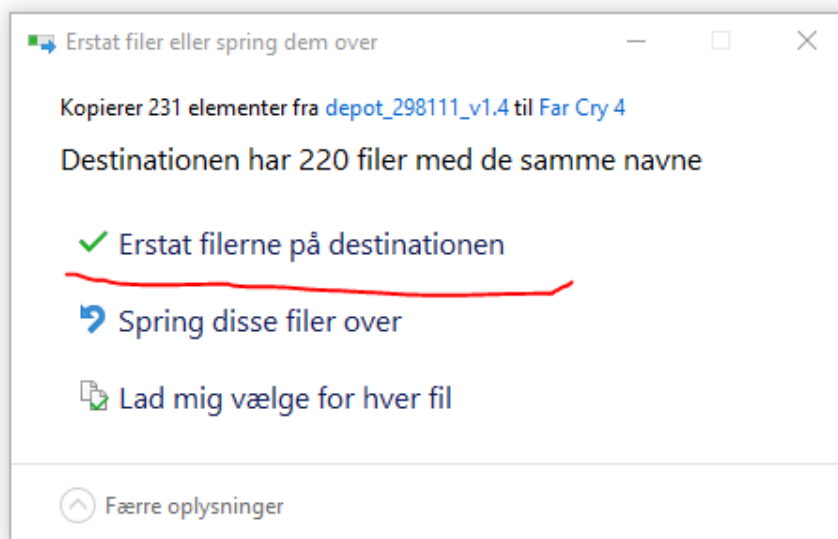 Erstat filer eller spring dem over
Kopierer 231 elementer fra depot_298111_v1.4 til Far Cry 4
Destinationen har 220 filer med de samme navne
Erstat filerne på destinationen
Spring disse filer over
Lad mig vælge for hver fil
Færre oplysninger